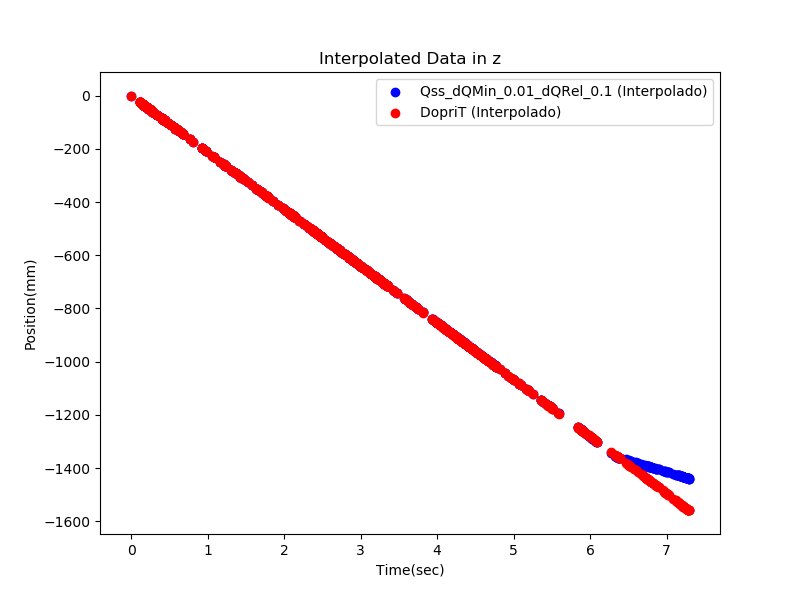 Interpolated Data in z
Qss_dQMin_0.01_dQRel_0.1 (Interpolado)
DopriT (Interpolado)
0
−200
−400
−600
−800
−1000
−1200
−1400
−1600
Position(mm)
0 1 2 3 4 5 6 7
Time(sec)